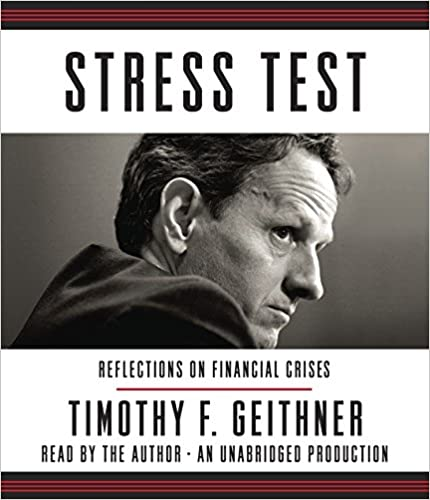 STRESS TEST
REFLECTIONS ON FINANCIAL CRISES
TIMOTHY F. GEITHNER
READ BY THE AUTHOR · AN UNABRIDGED PRODUCTION